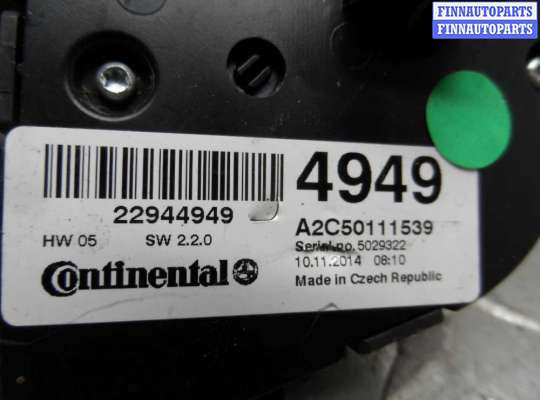 FINNAUTOPARTS
FINNAUTOPARTS
4949
22944949
A2C50111539
HW 05 SW 2.2.0
Serial no. 5029322
10.11.2014 08:10
Continental
Made in Czech Republic